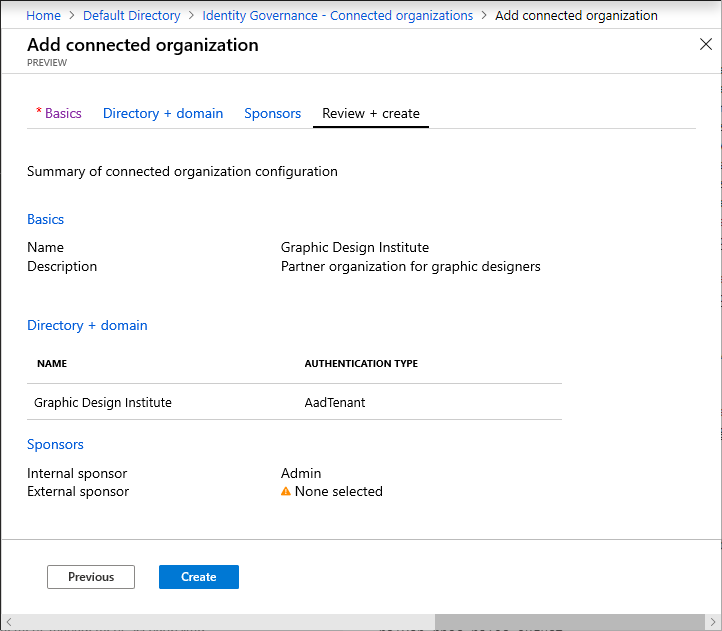 Home > Default Directory > Identity Governance - Connected organizations > Add connected organization
Add connected organization
PREVIEW
* Basics Directory + domain Sponsors Review + create
Summary of connected organization configuration
Basics
Name Graphic Design Institute
Description Partner organization for graphic designers
Directory + domain
NAME AUTHENTICATION TYPE
Graphic Design Institute AadTenant
Sponsors
Internal sponsor Admin
External sponsor None selected
Previous Create